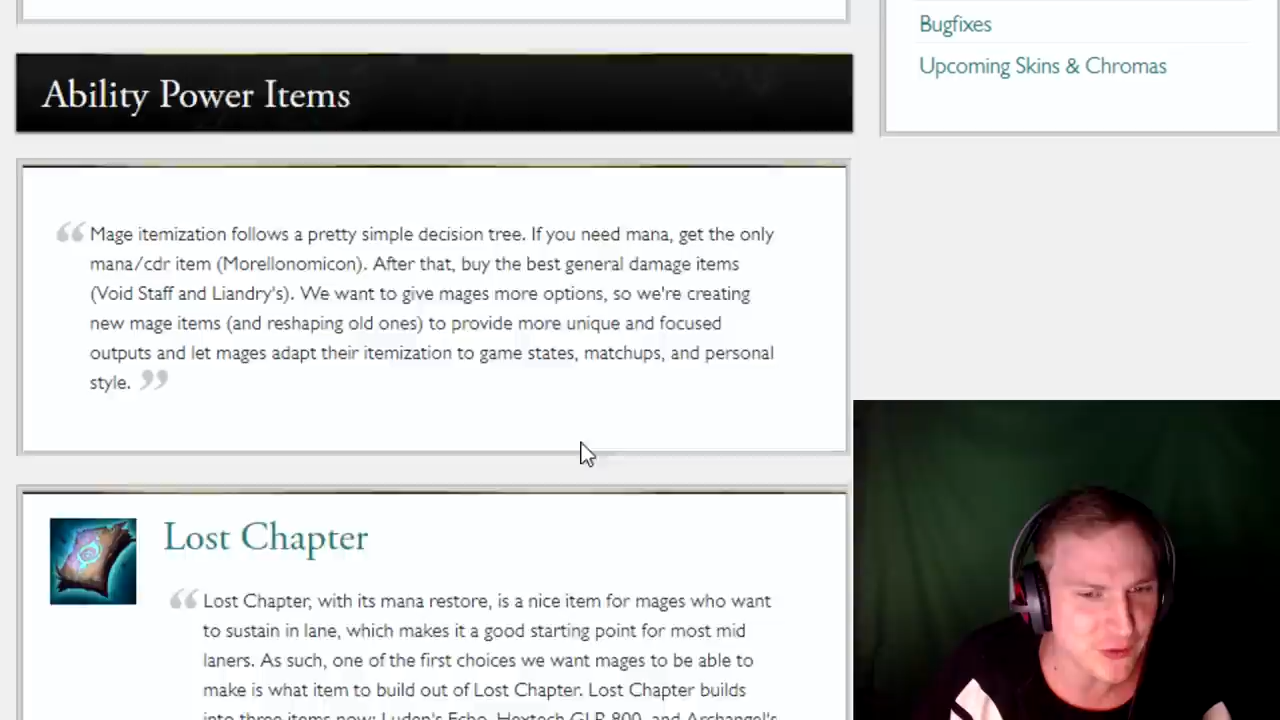 Bugfixes
Upcoming Skins & Chromas
Ability Power Items
“ Mage itemization follows a pretty simple decision tree. If you need mana, get the only
mana/cdr item (Morellonomicon). After that, buy the best general damage items
(Void Staff and Liandry's). We want to give mages more options, so we're creating
new mage items (and reshaping old ones) to provide more unique and focused
outputs and let mages adapt their itemization to game states, matchups, and personal
style. ”
Lost Chapter
“ Lost Chapter, with its mana restore, is a nice item for mages who want
to sustain in lane, which makes it a good starting point for most mid
laners. As such, one of the first choices we want mages to be able to
make is what item to build out of Lost Chapter. Lost Chapter builds
into three items now: Luden's Echo, Hextech GLP 800, and Archangel's